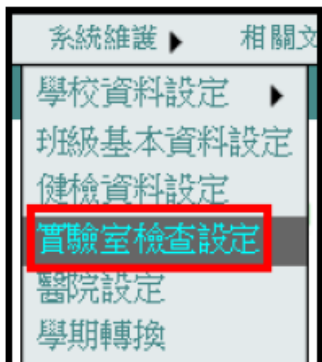 系統維護 ▶ 相關文
學校資料設定 ▶
班級基本資料設定
健檢資料設定
實驗室檢查設定
醫院設定
學期轉換